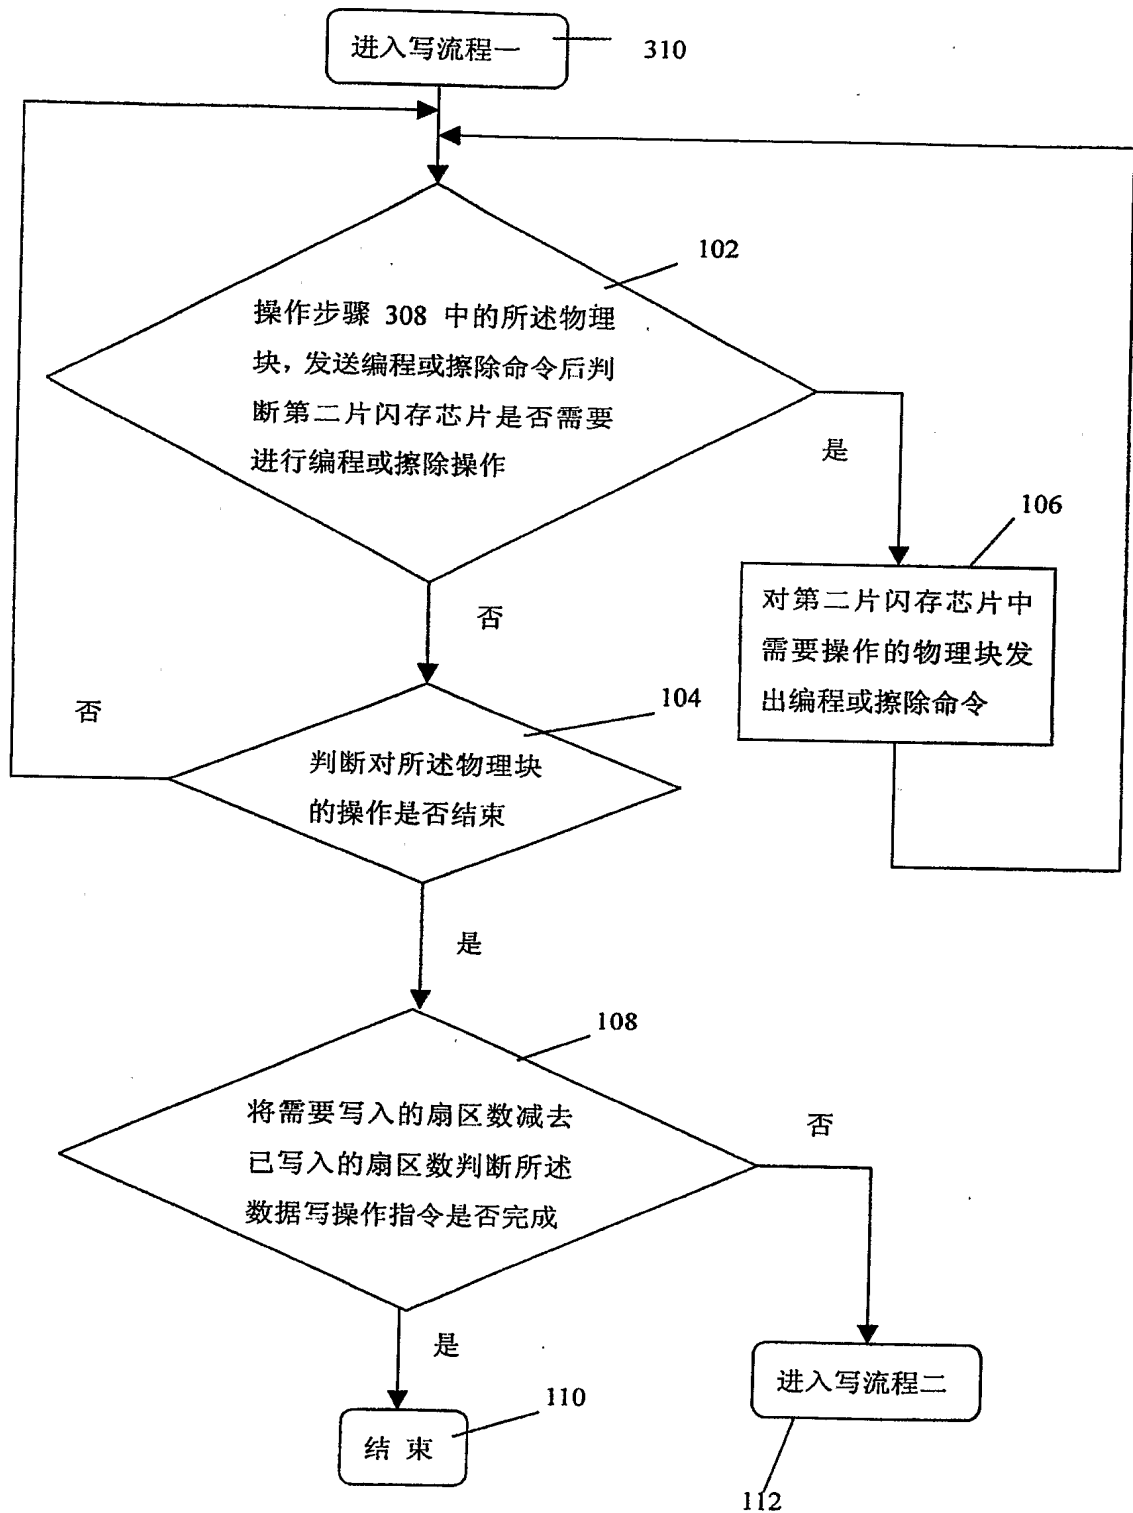 进入写流程一
310
102
操作步骤 308 中的所述物理
块，发送编程或擦除命令后判
断第二片闪存芯片是否需要
进行编程或擦除操作
是
106
对第二片闪存芯片中
需要操作的物理块发
出编程或擦除命令
否
否
104
判断对所述物理块
的操作是否结束
是
108
将需要写入的扇区数减去
已写入的扇区数判断所述
数据写操作指令是否完成
否
是
110
结 束
进入写流程二
112